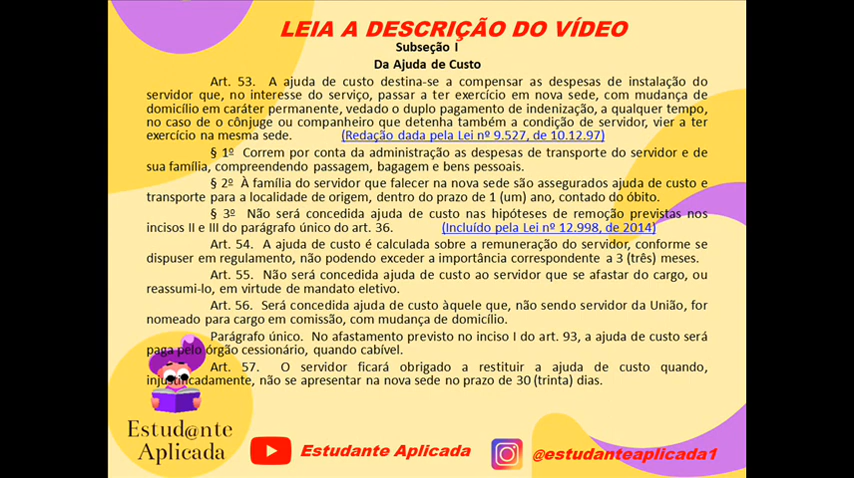 LEIA A DESCRIÇÃO DO VÍDEO
Subseção I
Da Ajuda de Custo
Art. 53. A ajuda de custo destina-se a compensar as despesas de instalação do
servidor que, no interesse do serviço, passar a ter exercício em nova sede, com mudança de
domicílio em caráter permanente, vedado o duplo pagamento de indenização, a qualquer tempo,
no caso de o cônjuge ou companheiro que detenha também a condição de servidor, vier a ter
exercício na mesma sede. (Redação dada pela Lei nº 9.527, de 10.12.97)
§ 1º Correm por conta da administração as despesas de transporte do servidor e de
sua família, compreendendo passagem, bagagem e bens pessoais.
§ 2º À família do servidor que falecer na nova sede são assegurados ajuda de custo e
transporte para a localidade de origem, dentro do prazo de 1 (um) ano, contado do óbito.
§ 3º Não será concedida ajuda de custo nas hipóteses de remoção previstas nos
incisos II e III do parágrafo único do art. 36. (Incluído pela Lei nº 12.998, de 2014)
Art. 54. A ajuda de custo é calculada sobre a remuneração do servidor, conforme se
dispuser em regulamento, não podendo exceder a importância correspondente a 3 (três) meses.
Art. 55. Não será concedida ajuda de custo ao servidor que se afastar do cargo, ou
reassumi-lo, em virtude de mandato eletivo.
Art. 56. Será concedida ajuda de custo àquele que, não sendo servidor da União, for
nomeado para cargo em comissão, com mudança de domicílio.
Parágrafo único. No afastamento previsto no inciso I do art. 93, a ajuda de custo será
paga pelo órgão cessionário, quando cabível.
Art. 57. O servidor ficará obrigado a restituir a ajuda de custo quando,
injustificadamente, não se apresentar na nova sede no prazo de 30 (trinta) dias.
Estud@nte
Aplicada
Estudante Aplicada
@estudanteaplicada1